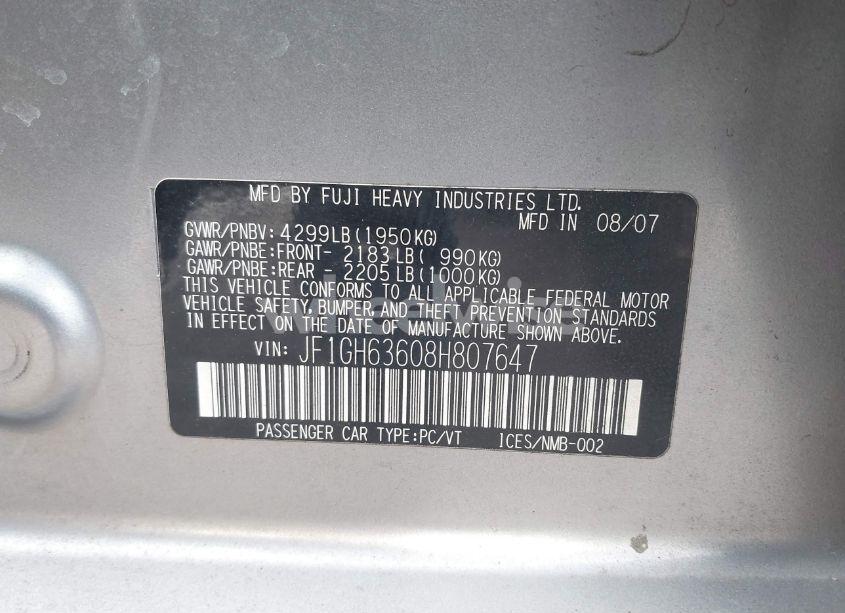 MFD BY FUJI HEAVY INDUSTRIES LTD.
MFD IN 08/07
GVWR/PNBV: 4299LB(1950KG)
GAWR/PNBE:FRONT- 2183LB( 990KG)
GAWR/PNBE:REAR - 2205LB(1000KG)
THIS VEHICLE CONFORMS TO ALL APPLICABLE FEDERAL MOTOR
VEHICLE SAFETY, BUMPER, AND THEFT PREVENTION STANDARDS
IN EFFECT ON THE DATE OF MANUFACTURE SHOWN ABOVE.
VIN: JF1GH63608H807647
PASSENGER CAR TYPE:PC/VT ICES/NMB-002